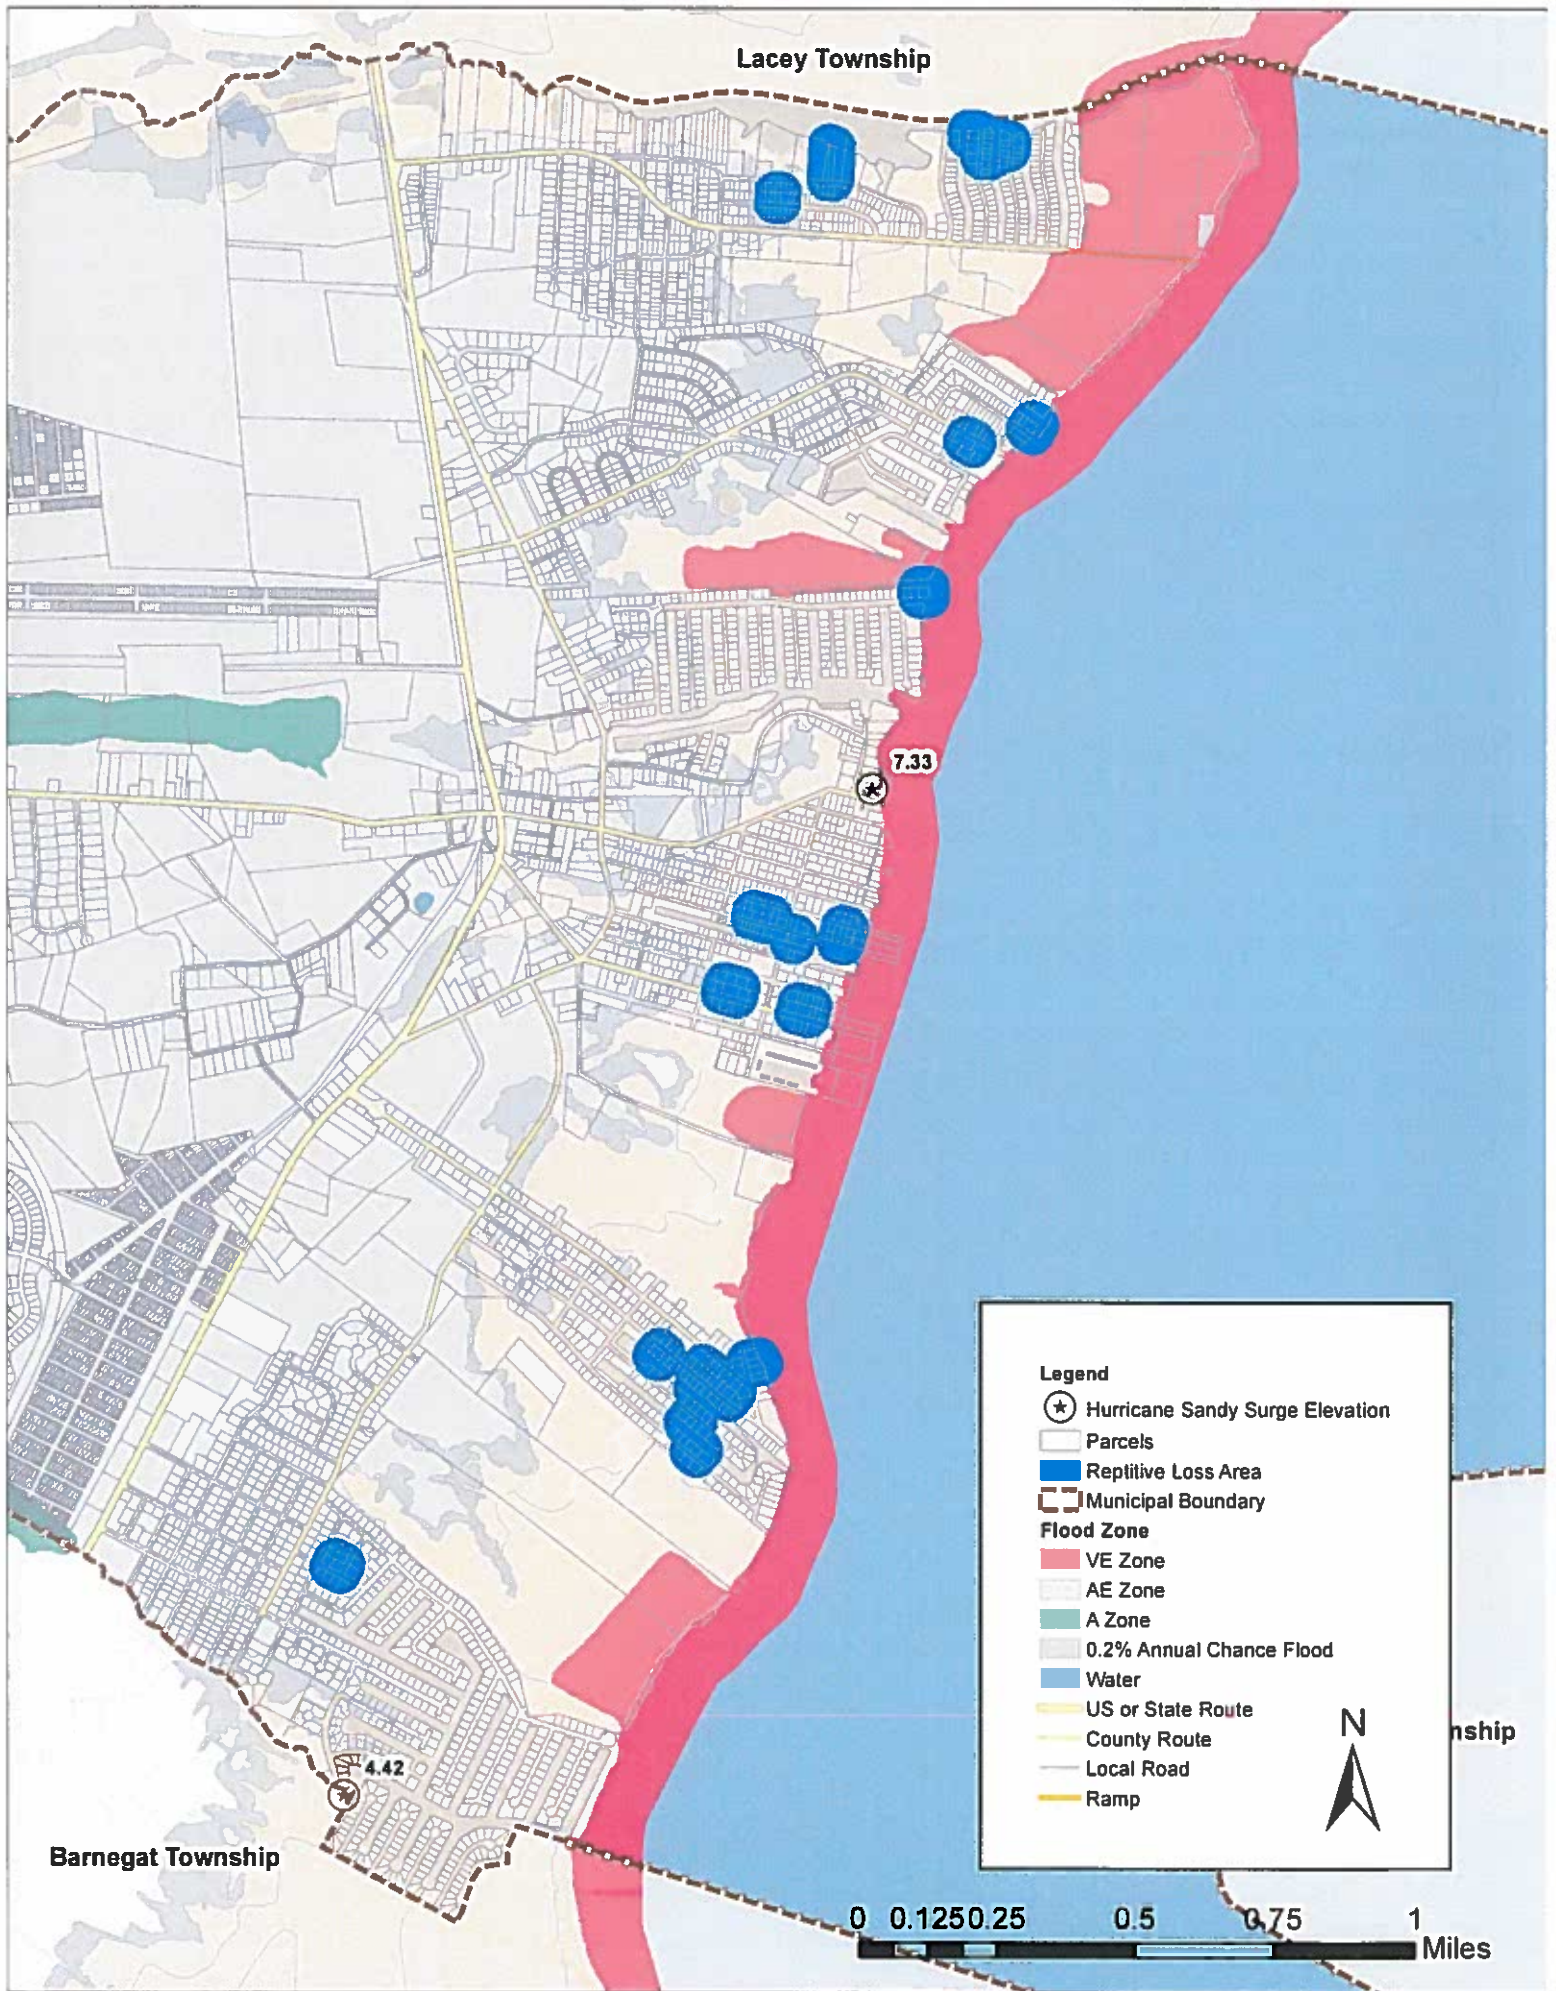 Lacey Township
7.33
4.42
Barnegat Township
Legend
Hurricane Sandy Surge Elevation
Parcels
Reptitive Loss Area
Municipal Boundary
Flood Zone
VE Zone
AE Zone
A Zone
0.2% Annual Chance Flood
Water
US or State Route
County Route
Local Road
Ramp
N
nship
0 0.125 0.25 0.5 0.75 1
Miles